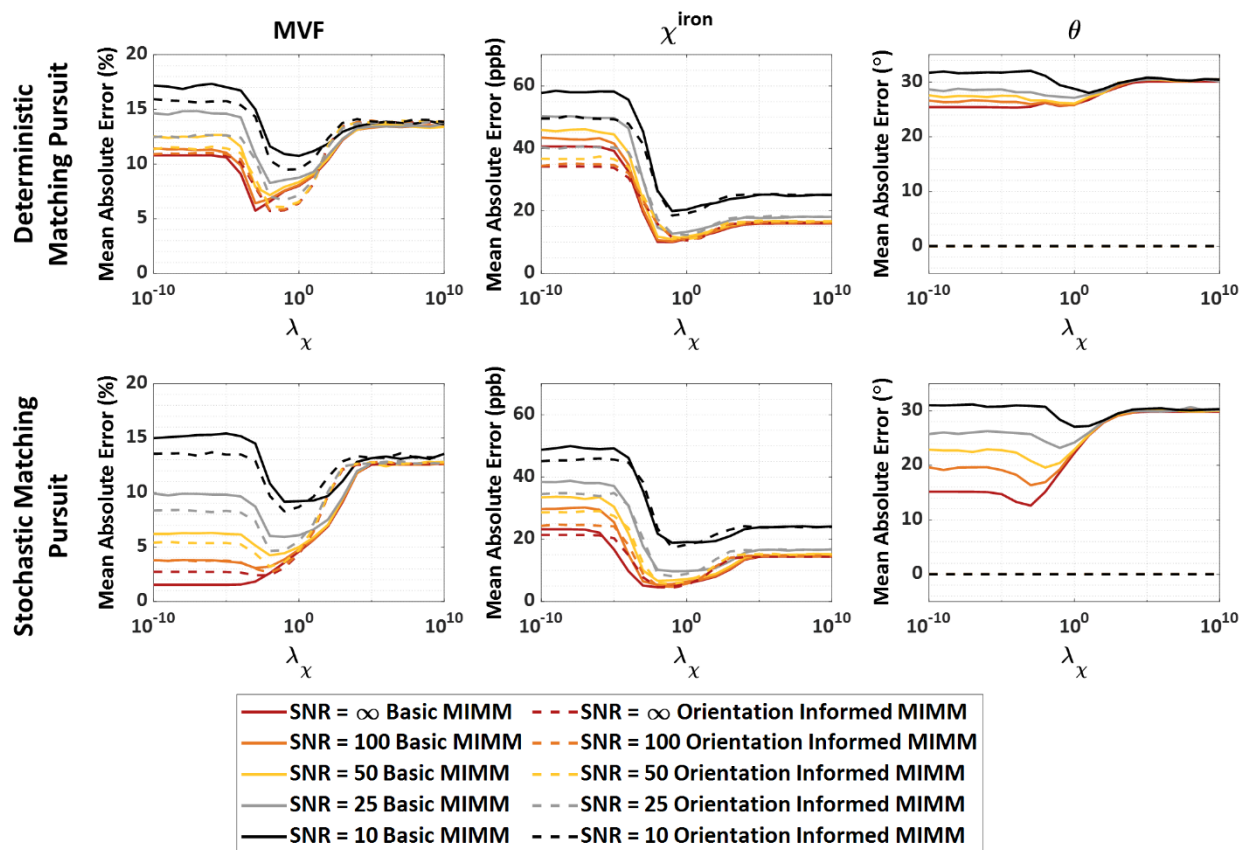 MVF
χ^iron
θ
Deterministic
Matching Pursuit
Mean Absolute Error (%)
20
15
10
5
0
10^-10
10^0
10^10
λ_χ
Mean Absolute Error (ppb)
60
40
20
0
10^-10
10^0
10^10
λ_χ
Mean Absolute Error (°)
30
20
10
0
10^-10
10^0
10^10
λ_χ
Stochastic Matching
Pursuit
Mean Absolute Error (%)
20
15
10
5
0
10^-10
10^0
10^10
λ_χ
Mean Absolute Error (ppb)
60
40
20
0
10^-10
10^0
10^10
λ_χ
Mean Absolute Error (°)
30
20
10
0
10^-10
10^0
10^10
λ_χ
SNR = ∞ Basic MIMM
SNR = ∞ Orientation Informed MIMM
SNR = 100 Basic MIMM
SNR = 100 Orientation Informed MIMM
SNR = 50 Basic MIMM
SNR = 50 Orientation Informed MIMM
SNR = 25 Basic MIMM
SNR = 25 Orientation Informed MIMM
SNR = 10 Basic MIMM
SNR = 10 Orientation Informed MIMM